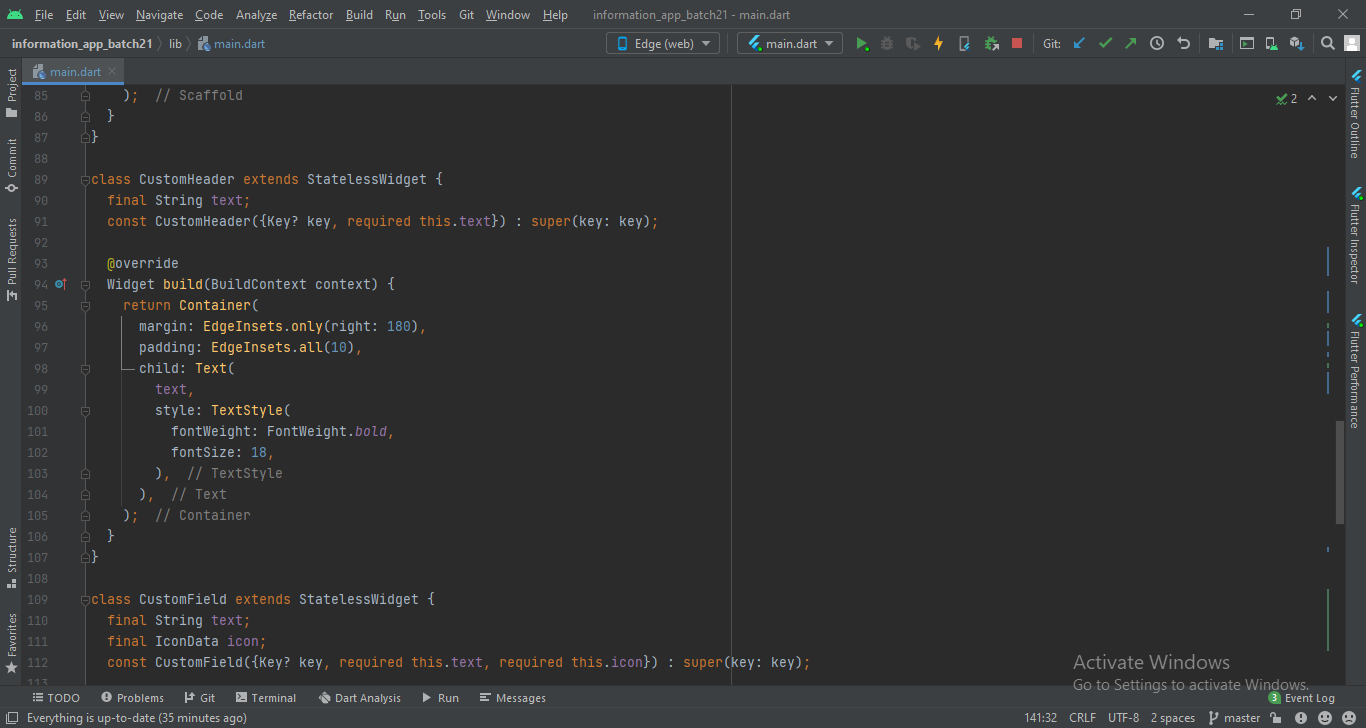 File Edit View Navigate Code Analyze Refactor Build Run Tools Git Window Help information_app_batch21 - main.dart
information_app_batch21 lib main.dart Edge (web) main.dart Git:
main.dart
Project
Commit
Pull Requests
Structure
Favorites
85 ); // Scaffold
86 }
87 }
88
89 class CustomHeader extends StatelessWidget {
90 final String text;
91 const CustomHeader({Key? key, required this.text}) : super(key: key);
92
93 @override
94 Widget build(BuildContext context) {
95 return Container(
96 margin: EdgeInsets.only(right: 180),
97 padding: EdgeInsets.all(10),
98 child: Text(
99 text,
100 style: TextStyle(
101 fontWeight: FontWeight.bold,
102 fontSize: 18,
103 ), // TextStyle
104 ), // Text
105 ); // Container
106 }
107 }
108
109 class CustomField extends StatelessWidget {
110 final String text;
111 final IconData icon;
112 const CustomField({Key? key, required this.text, required this.icon}) : super(key: key);
113
2
Flutter Outline
Flutter Inspector
Flutter Performance
Activate Windows
Go to Settings to activate Windows.
TODO Problems Git Terminal Dart Analysis Run Messages 3 Event Log
Everything is up-to-date (35 minutes ago) 141:32 CRLF UTF-8 2 spaces master